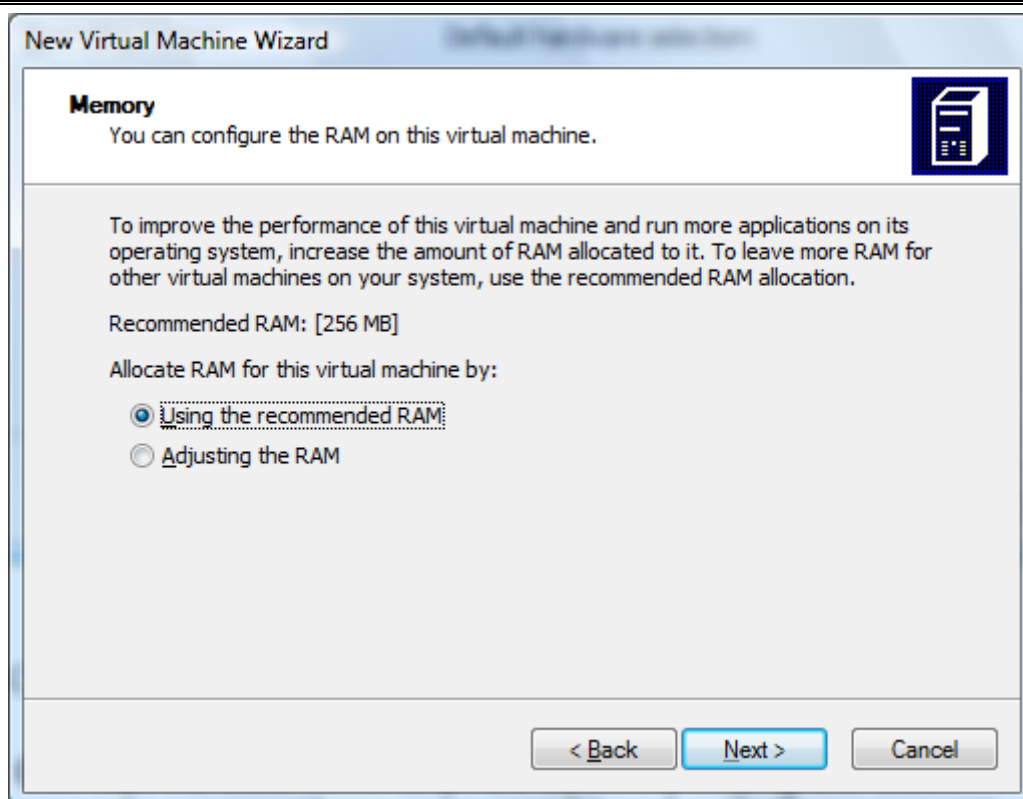 New Virtual Machine Wizard
Default hardware selection:
Memory
You can configure the RAM on this virtual machine.
To improve the performance of this virtual machine and run more applications on its
operating system, increase the amount of RAM allocated to it. To leave more RAM for
other virtual machines on your system, use the recommended RAM allocation.
Recommended RAM: [256 MB]
Allocate RAM for this virtual machine by:
Using the recommended RAM
Adjusting the RAM
< Back
Next >
Cancel